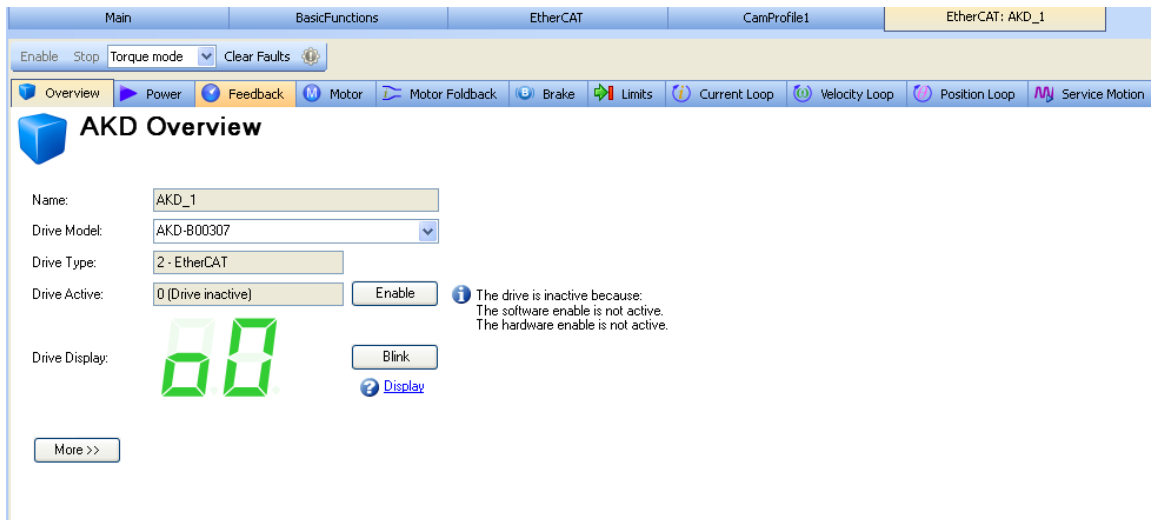 Main BasicFunctions EtherCAT CamProfile1 EtherCAT: AKD_1
Enable Stop Torque mode Clear Faults
Overview Power Feedback Motor Motor Foldback Brake Limits Current Loop Velocity Loop Position Loop Service Motion
AKD Overview
Name: AKD_1
Drive Model: AKD-B00307
Drive Type: 2 - EtherCAT
Drive Active: 0 (Drive inactive) Enable The drive is inactive because:
The software enable is not active.
The hardware enable is not active.
Drive Display: o0 Blink
Display
More >>